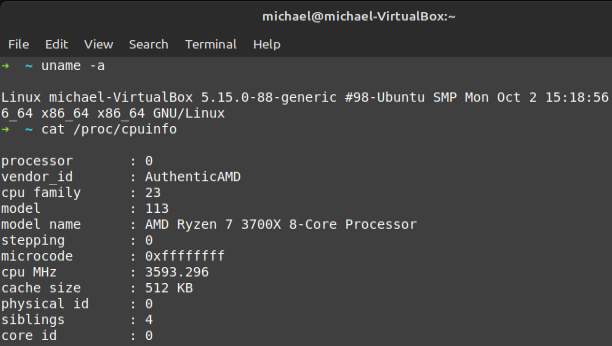 michael@michael-VirtualBox:~
File Edit View Search Terminal Help
➜ ~ uname -a
Linux michael-VirtualBox 5.15.0-88-generic #98-Ubuntu SMP Mon Oct 2 15:18:56
6_64 x86_64 x86_64 GNU/Linux
➜ ~ cat /proc/cpuinfo
processor : 0
vendor_id : AuthenticAMD
cpu family : 23
model : 113
model name : AMD Ryzen 7 3700X 8-Core Processor
stepping : 0
microcode : 0xffffffff
cpu MHz : 3593.296
cache size : 512 KB
physical id : 0
siblings : 4
core id : 0